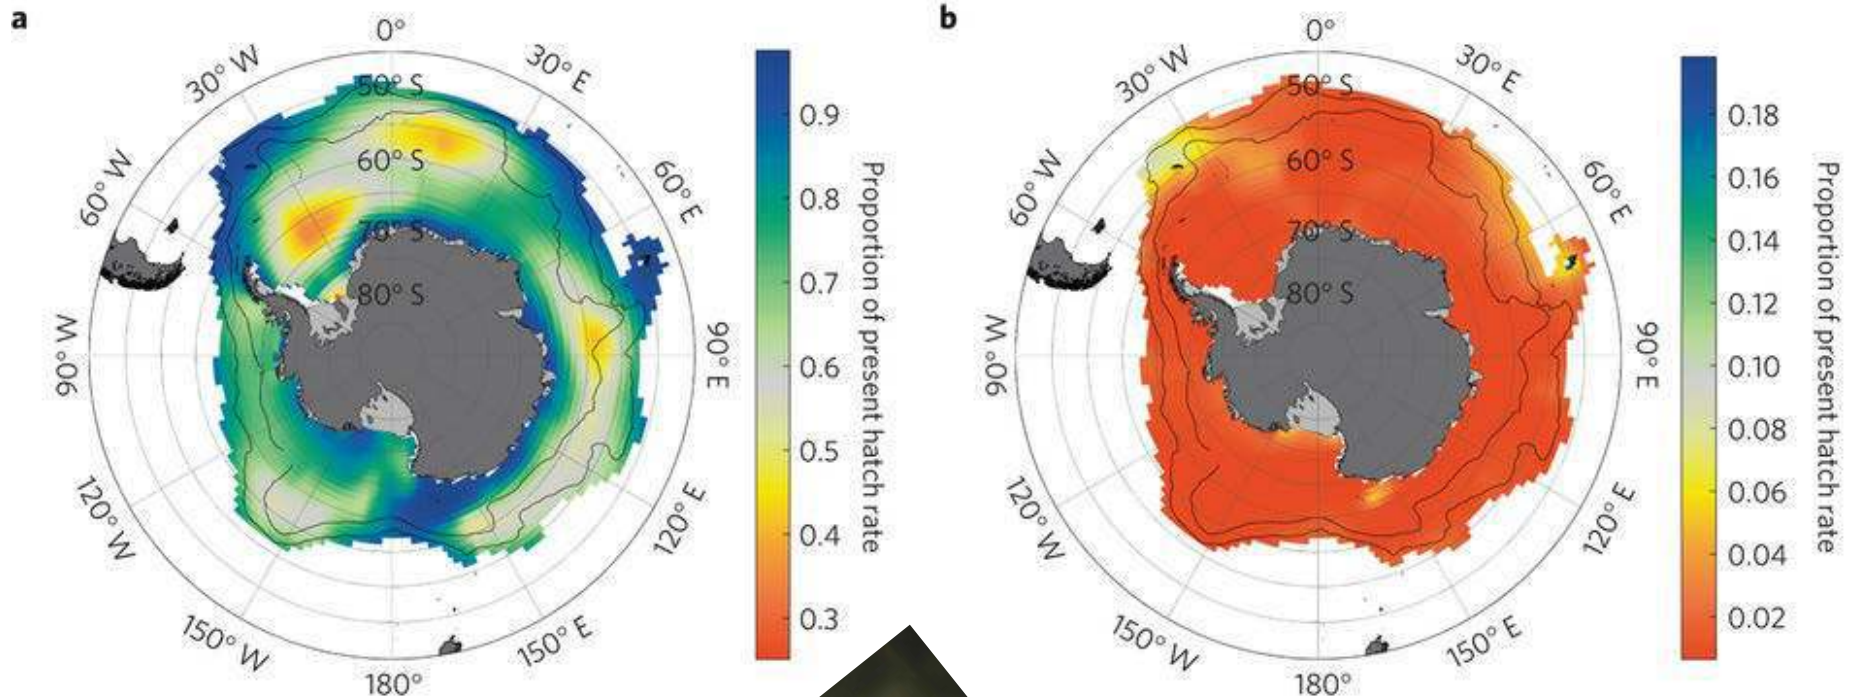 a
0°
30° E
60° E
90° E
120° E
150° E
180°
150° W
120° W
90° W
60° W
30° W
50° S
60° S
70° S
80° S
0.9
0.8
0.7
0.6
0.5
0.4
0.3
Proportion of present hatch rate
b
0°
30° E
60° E
90° E
120° E
150° E
180°
150° W
120° W
90° W
60° W
30° W
50° S
60° S
70° S
80° S
0.18
0.16
0.14
0.12
0.10
0.08
0.06
0.04
0.02
Proportion of present hatch rate